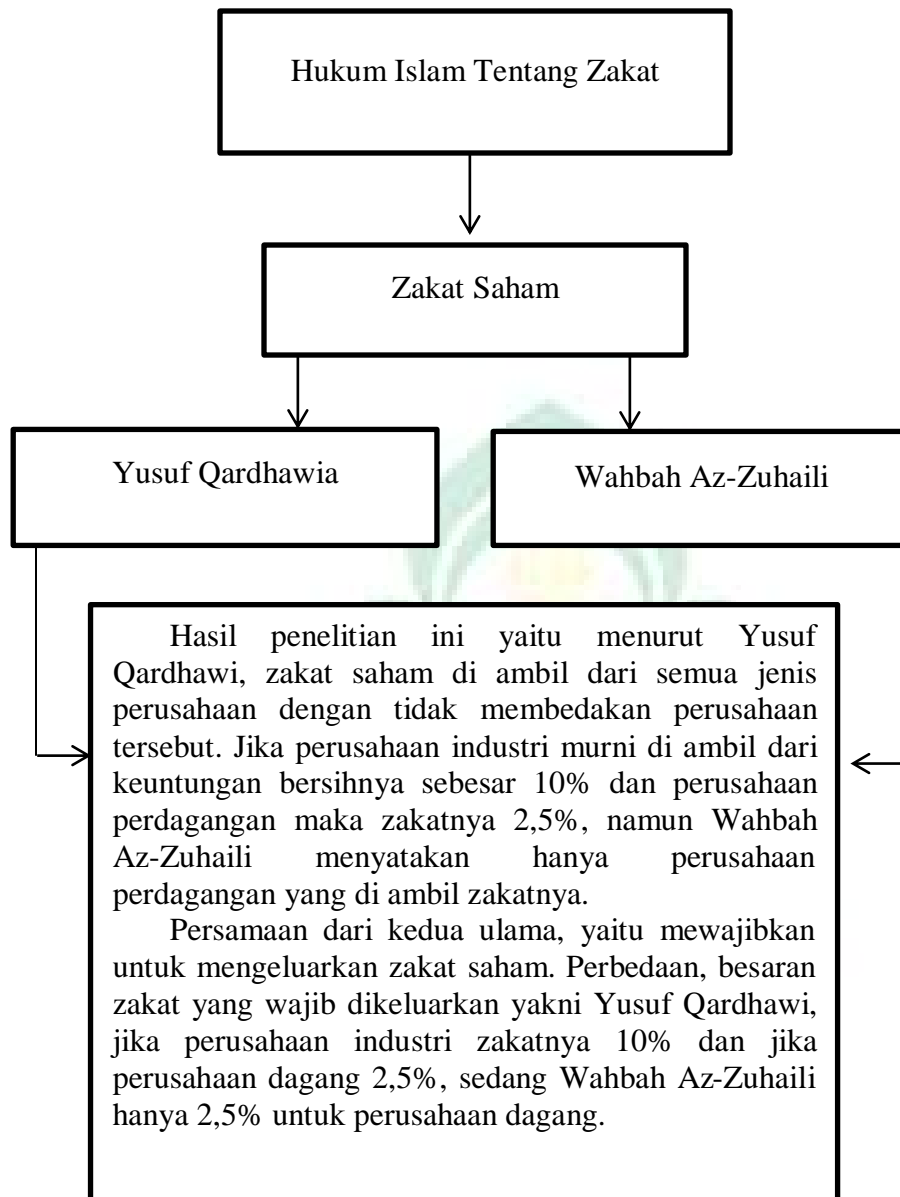 Hukum Islam Tentang Zakat
Zakat Saham
Yusuf Qardhawia
Wahbah Az-Zuhaili
Hasil penelitian ini yaitu menurut Yusuf
Qardhawi, zakat saham di ambil dari semua jenis
perusahaan dengan tidak membedakan perusahaan
tersebut. Jika perusahaan industri murni di ambil dari
keuntungan bersihnya sebesar 10% dan perusahaan
perdagangan maka zakatnya 2,5%, namun Wahbah
Az-Zuhaili menyatakan hanya perusahaan
perdagangan yang di ambil zakatnya.
Persamaan dari kedua ulama, yaitu mewajibkan
untuk mengeluarkan zakat saham. Perbedaan, besaran
zakat yang wajib dikeluarkan yakni Yusuf Qardhawi,
jika perusahaan industri zakatnya 10% dan jika
perusahaan dagang 2,5%, sedang Wahbah Az-Zuhaili
hanya 2,5% untuk perusahaan dagang.